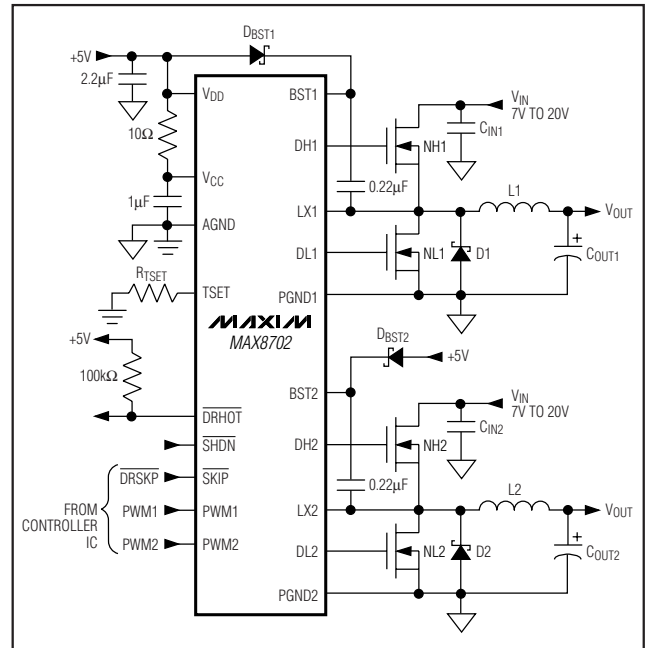 DBST1
+5V
2.2µF
VDD
BST1
VIN
7V TO 20V
CIN1
10Ω
DH1
NH1
VCC
0.22µF
1µF
L1
LX1
VOUT
AGND
DL1
NL1
D1
+
COUT1
RTSET
TSET
PGND1
MAXIM
MAX8702
+5V
DBST2
+5V
100kΩ
BST2
VIN
7V TO 20V
CIN2
DRHOT
DH2
NH2
SHDN
0.22µF
L2
DRSKP
SKIP
FROM
CONTROLLER
IC
PWM1
PWM1
LX2
VOUT
PWM2
PWM2
DL2
NL2
D2
+
COUT2
PGND2